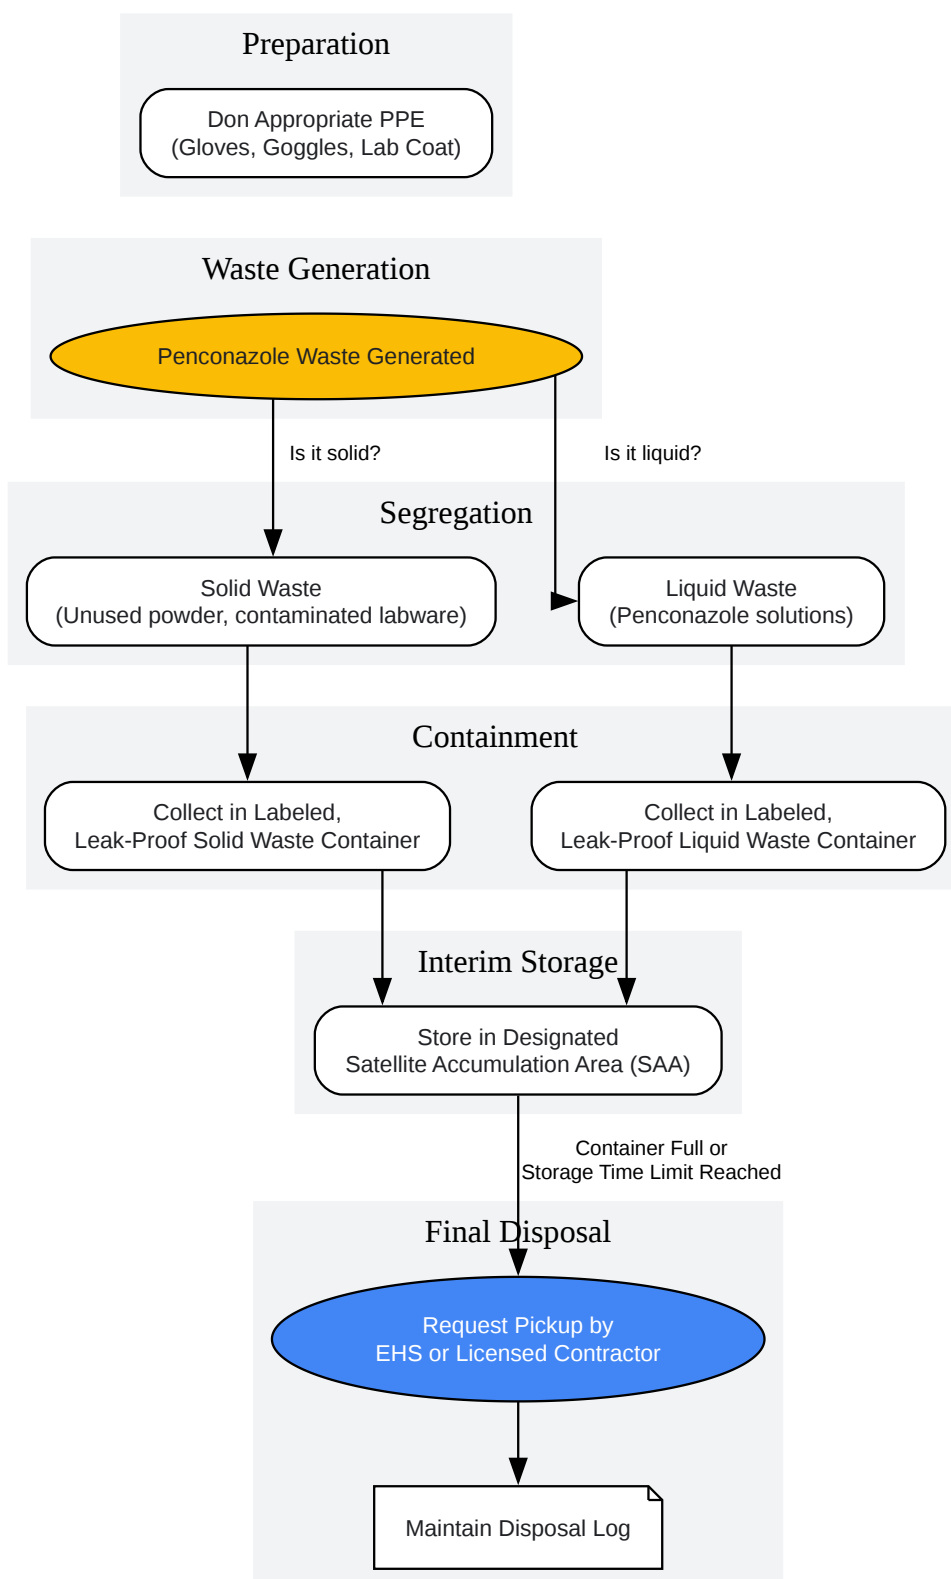 Preparation
Don Appropriate PPE
(Gloves, Goggles, Lab Coat)
Waste Generation
Penconazole Waste Generated
Is it solid?
Is it liquid?
Segregation
Solid Waste
(Unused powder, contaminated labware)
Liquid Waste
(Penconazole solutions)
Containment
Collect in Labeled,
Leak-Proof Solid Waste Container
Collect in Labeled,
Leak-Proof Liquid Waste Container
Interim Storage
Store in Designated
Satellite Accumulation Area (SAA)
Container Full or
Storage Time Limit Reached
Final Disposal
Request Pickup by
EHS or Licensed Contractor
Maintain Disposal Log